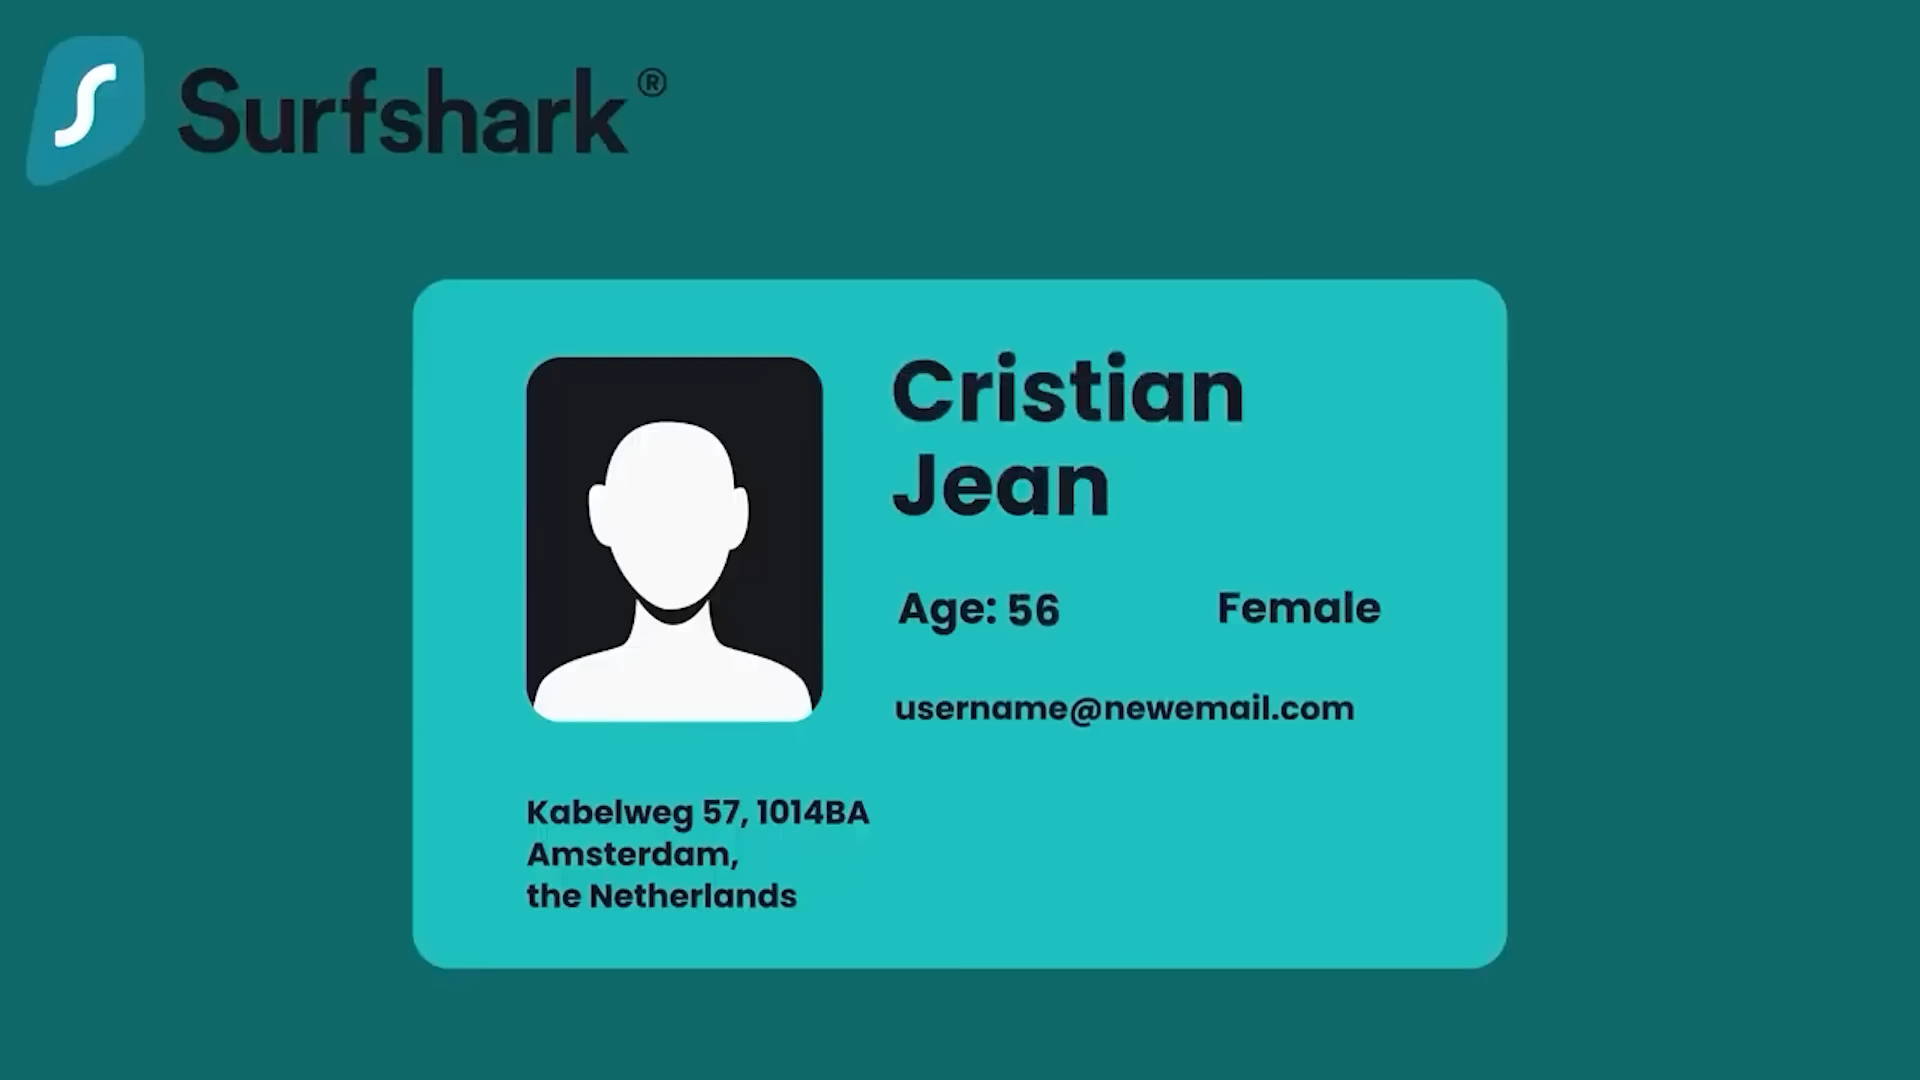 Surfshark®
Cristian
Jean
Age: 56 Female
username@newemail.com
Kabelweg 57, 1014BA
Amsterdam,
the Netherlands